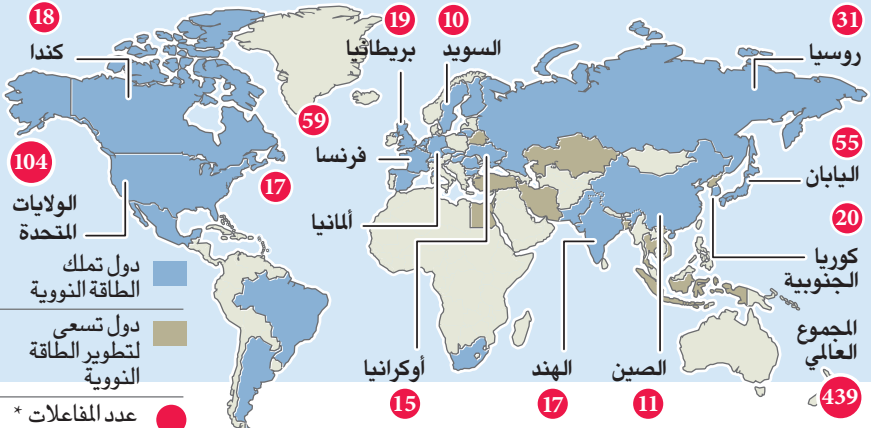 18
كندا
19
بريطانيا
10
السويد
31
روسيا
59
فرنسا
104
الولايات
المتحدة
17
ألمانيا
55
اليابان
20
كوريا
الجنوبية
دول تملك
الطاقة النووية
دول تسعى
لتطوير الطاقة
النووية
عدد المفاعلات *
أوكرانيا
15
الهند
17
الصين
11
المجموع
العالمي
439